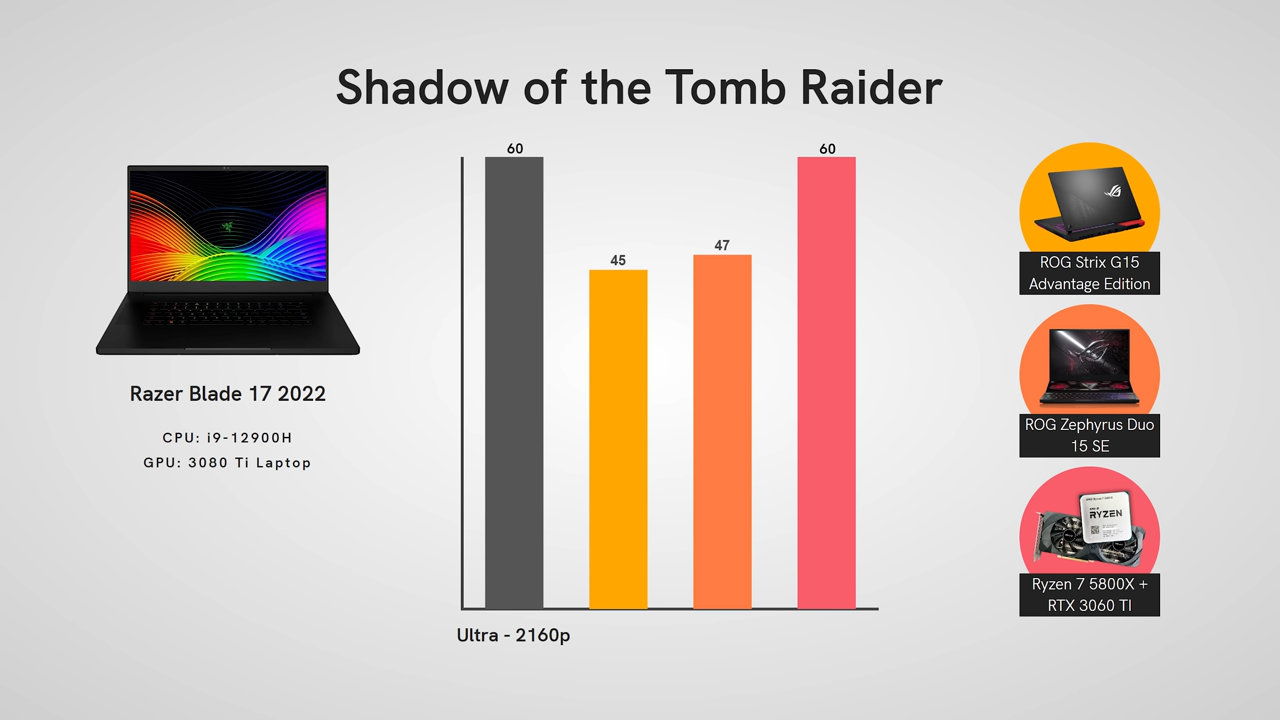 Shadow of the Tomb Raider
Razer Blade 17 2022
CPU: i9-12900H
GPU: 3080 Ti Laptop
60
45
47
60
Ultra - 2160p
ROG Strix G15
Advantage Edition
ROG Zephyrus Duo
15 SE
RYZEN
Ryzen 7 5800X +
RTX 3060 TI